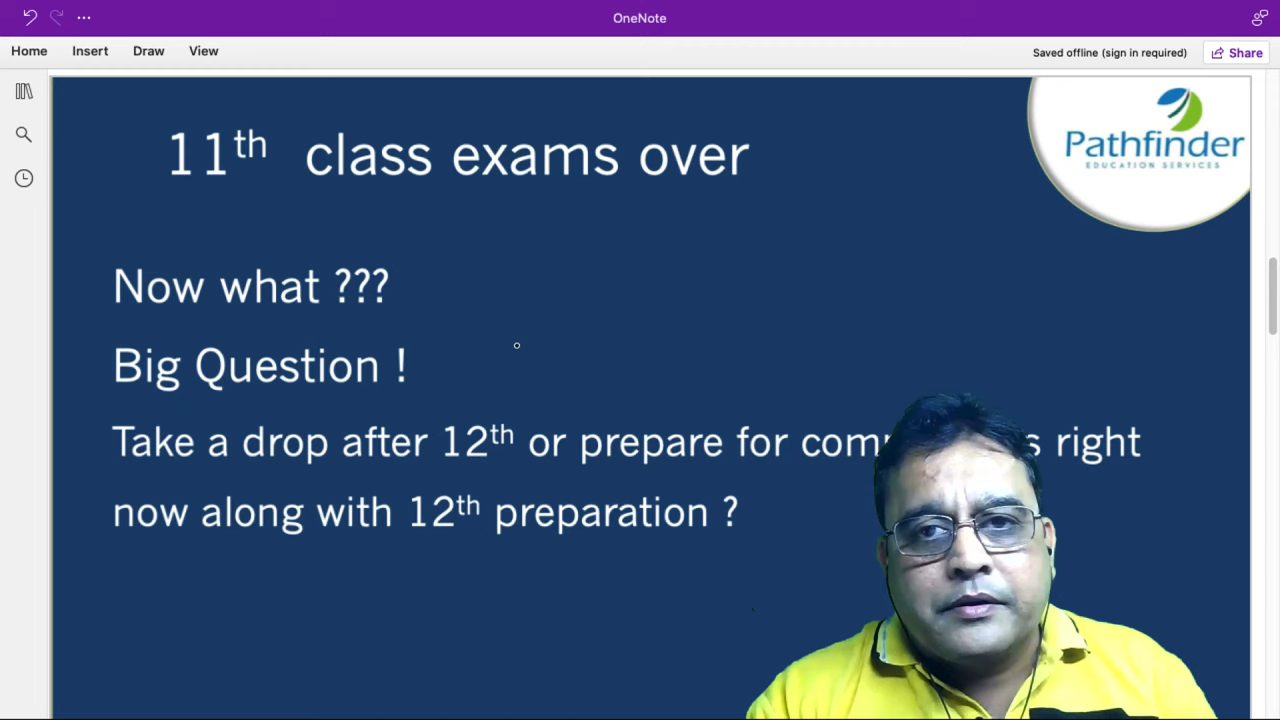 OneNote
Home Insert Draw View
Saved offline (sign in required) Share
11th class exams over
Pathfinder
EDUCATION SERVICES
Now what ???
Big Question !
Take a drop after 12th or prepare for right
now along with 12th preparation ?